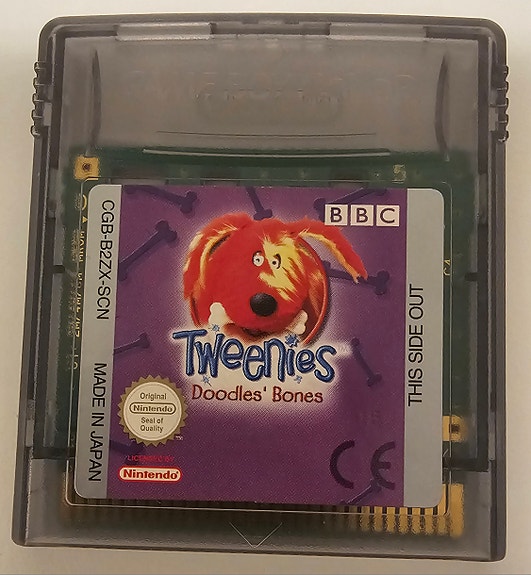 BBC
CGB-B2ZX-SCN
MADE IN JAPAN
THIS SIDE OUT
TWEENIES
Doodles' Bones
Original
Nintendo
Seal of
Quality
TM
LICENSED BY
Nintendo
CE